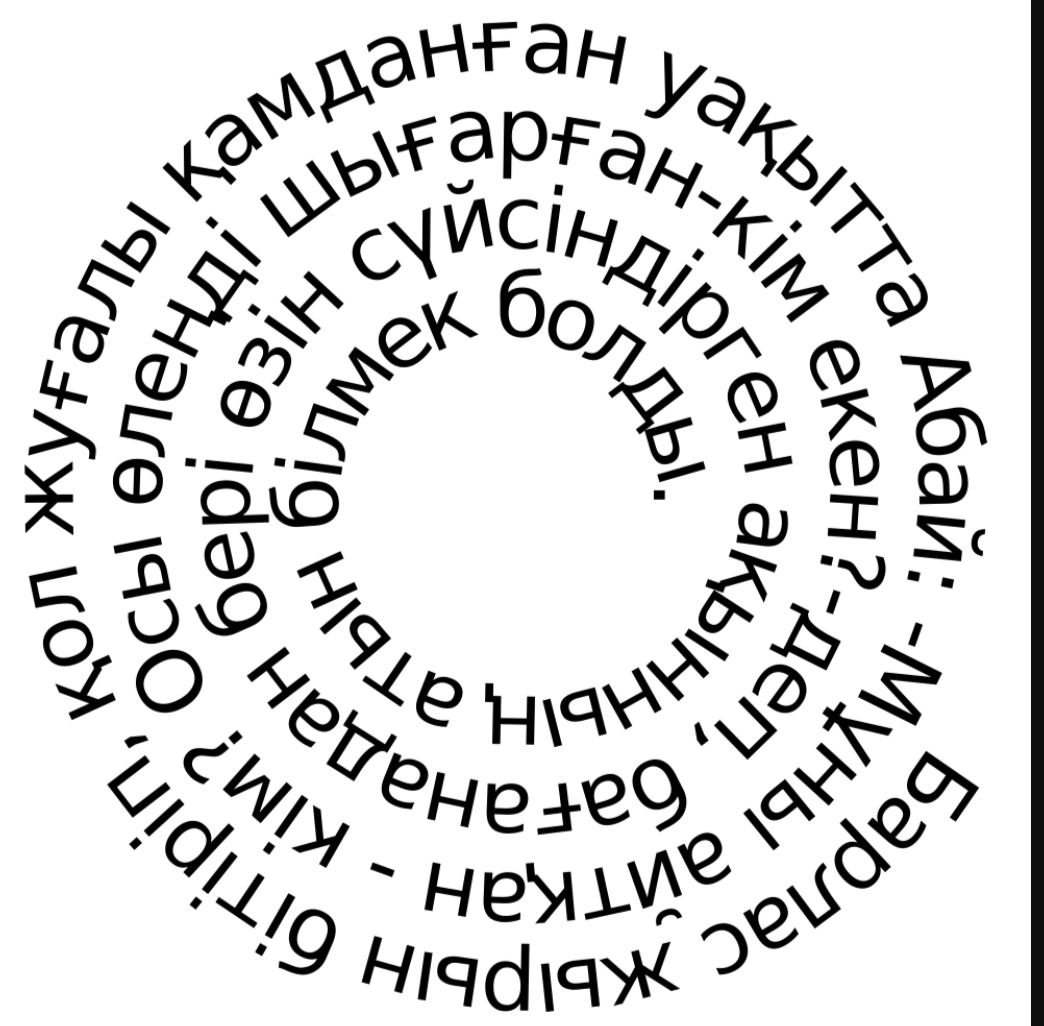 Барлас жырын бітіріп, қол жуғалы қамданған уақытта Абай: -Мұны айтқан - кім? Осы өлеңді шығарған-кім екен?-деп, бағанадан бері өзін сүйсіндірген ақынның атын білмек болды.